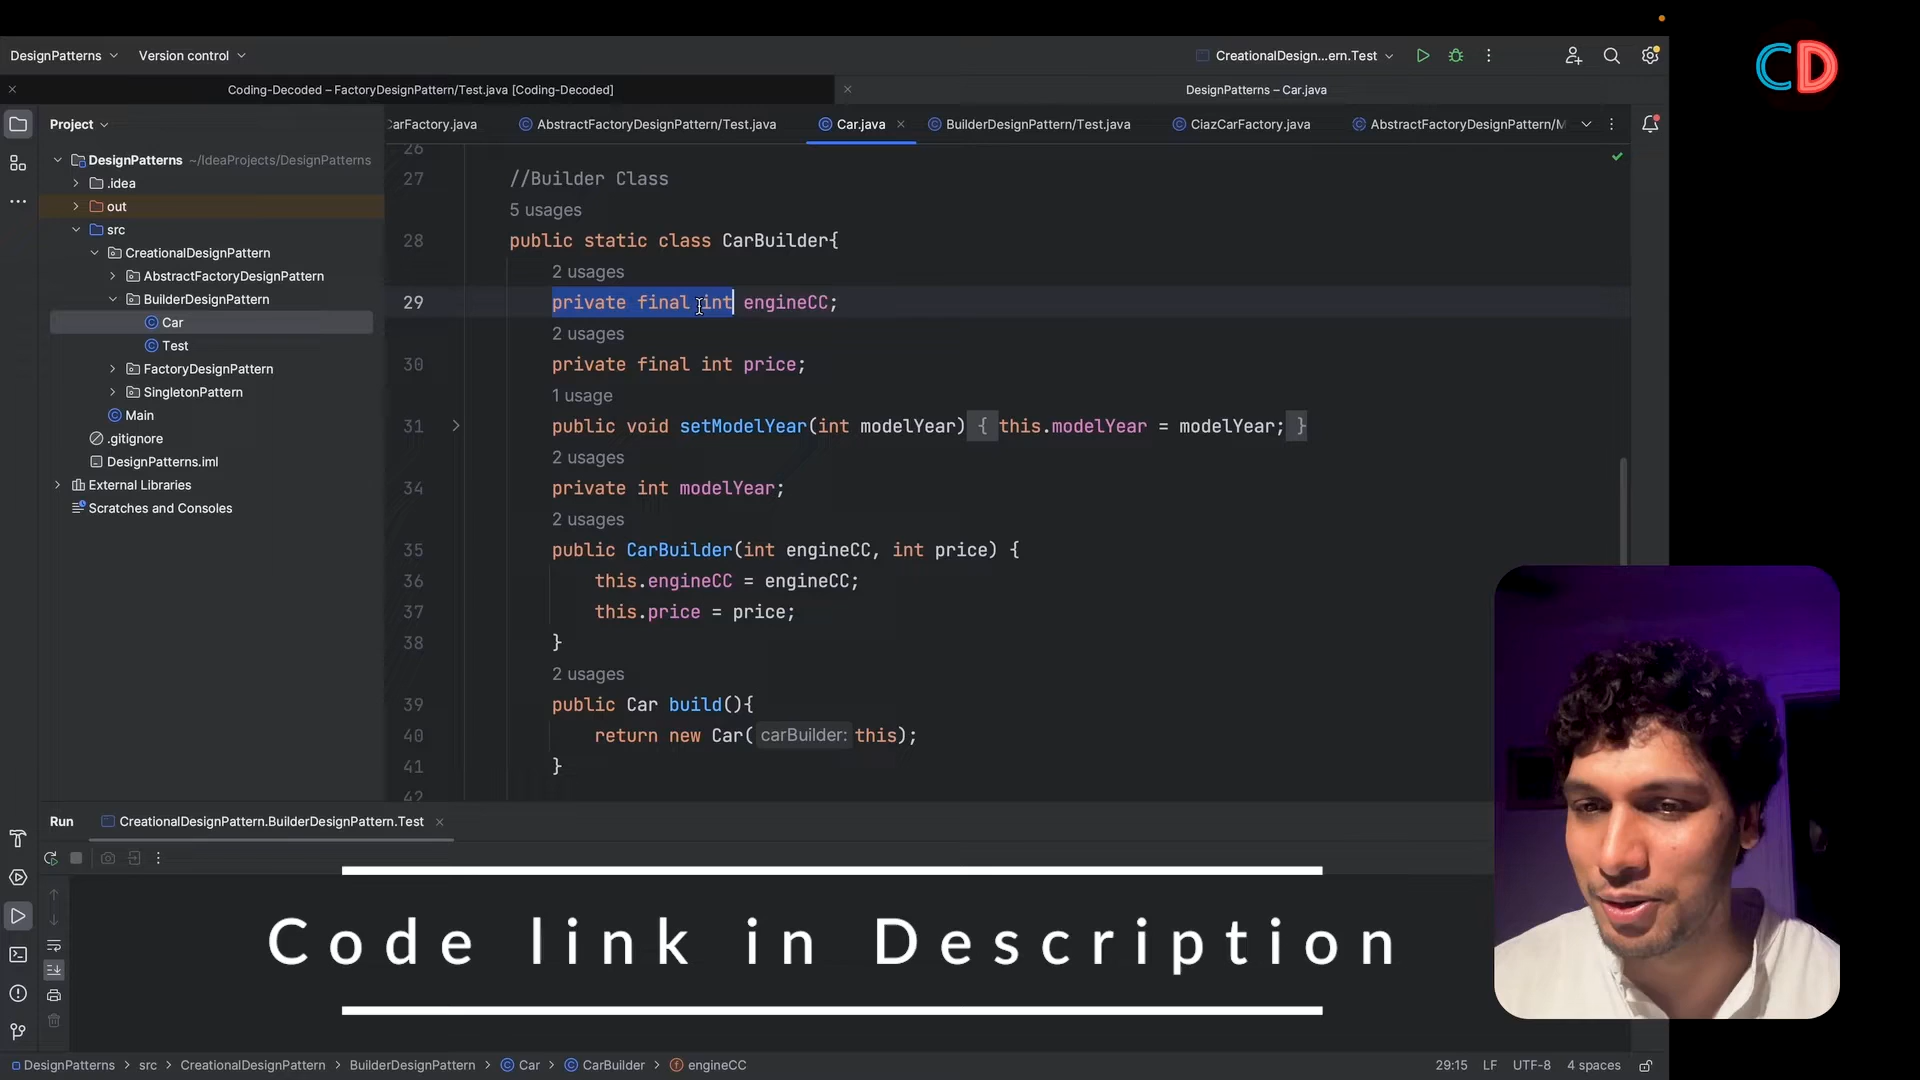 CD
DesignPatterns
Version control
CreationalDesign...ern.Test
Coding-Decoded – FactoryDesignPattern/Test.java [Coding-Decoded]
DesignPatterns – Car.java
Project
CarFactory.java
AbstractFactoryDesignPattern/Test.java
Car.java
BuilderDesignPattern/Test.java
CiazCarFactory.java
AbstractFactoryDesignPattern/M
DesignPatterns ~/IdeaProjects/DesignPatterns
.idea
out
src
CreationalDesignPattern
AbstractFactoryDesignPattern
BuilderDesignPattern
Car
Test
FactoryDesignPattern
SingletonPattern
Main
.gitignore
DesignPatterns.iml
External Libraries
Scratches and Consoles
26
27 //Builder Class
5 usages
28 public static class CarBuilder{
2 usages
29 private final int engineCC;
2 usages
30 private final int price;
1 usage
31 public void setModelYear(int modelYear) { this.modelYear = modelYear; }
2 usages
34 private int modelYear;
2 usages
35 public CarBuilder(int engineCC, int price) {
36 this.engineCC = engineCC;
37 this.price = price;
38 }
2 usages
39 public Car build(){
40 return new Car( carBuilder: this);
41 }
42
Run
CreationalDesignPattern.BuilderDesignPattern.Test
Code link in Description
DesignPatterns > src > CreationalDesignPattern > BuilderDesignPattern > Car > CarBuilder > engineCC
29:15 LF UTF-8 4 spaces